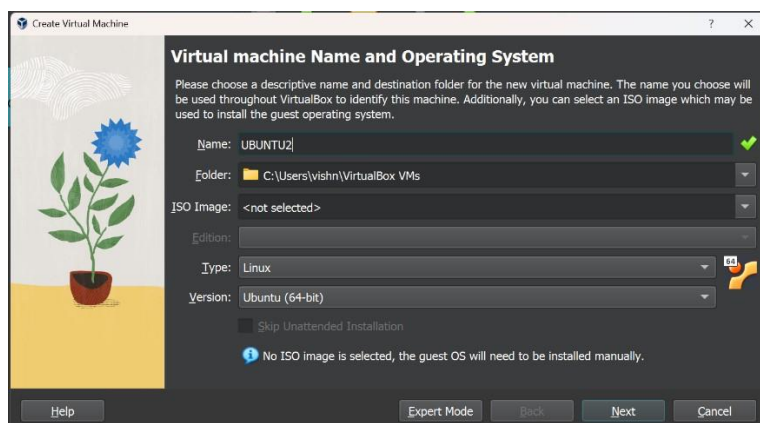 Create Virtual Machine
?
Virtual machine Name and Operating System
Please choose a descriptive name and destination folder for the new virtual machine. The name you choose will
be used throughout VirtualBox to identify this machine. Additionally, you can select an ISO image which may be
used to install the guest operating system.
Name: UBUNTU2
Folder: C:\Users\vishn\VirtualBox VMs
ISO Image: <not selected>
Edition:
Type: Linux
64
Version: Ubuntu (64-bit)
Skip Unattended Installation
No ISO image is selected, the guest OS will need to be installed manually.
Help Expert Mode Back Next Cancel